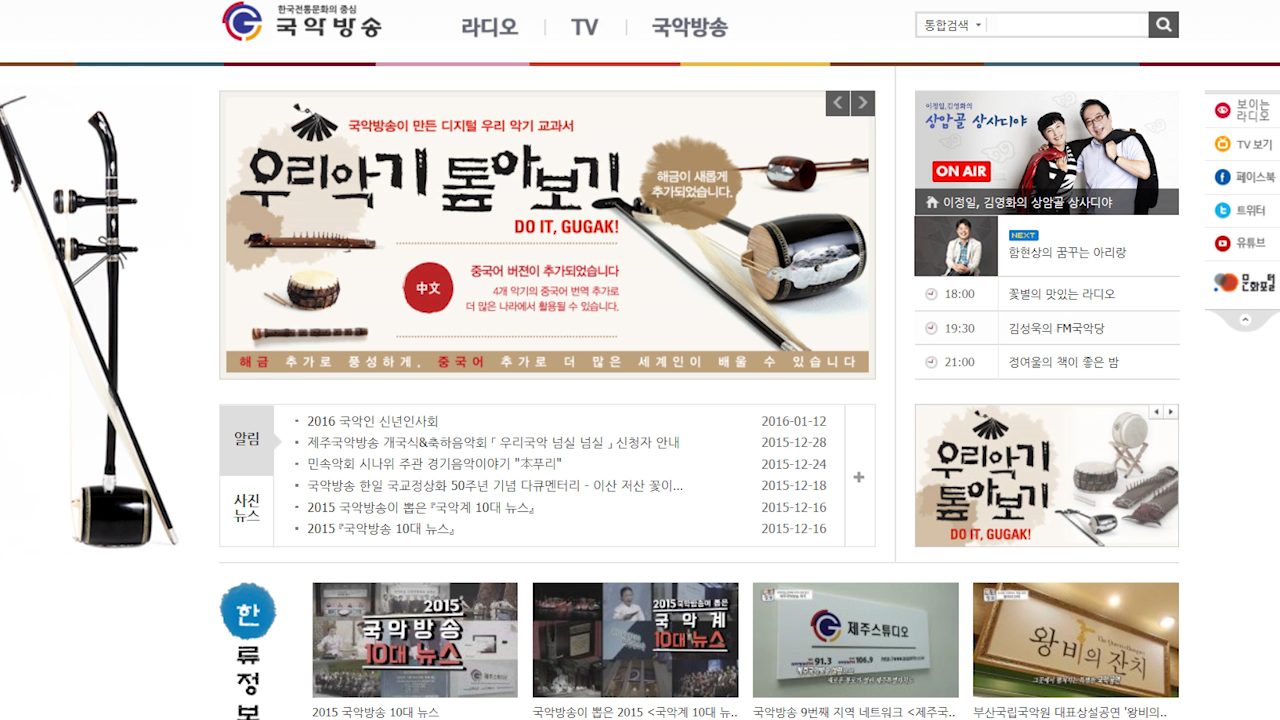 한국전통문화의 중심
국악방송
라디오
TV
국악방송
통합검색
국악방송이 만든 디지털 우리 악기 교과서
우리악기 톺아보기
DO IT, GUGAK!
해금이 새롭게
추가되었습니다.
中文
중국어 버젼이 추가되었습니다
4개 악기의 중국어 번역 추가로
더 많은 나라에서 활용될 수 있습니다.
해금 추가로 풍성하게, 중국어 추가로 더 많은 세계인이 배울 수 있습니다
이정일, 김영화의
상암골 상사디야
ON AIR
이정일, 김영화의 상암골 상사디야
NEXT
함현상의 꿈꾸는 아리랑
18:00 꽃별의 맛있는 라디오
19:30 김성욱의 FM국악당
21:00 정여울의 책이 좋은 밤
보이는
라디오
TV 보기
페이스북
트위터
유튜브
문화포털
알림
사진
뉴스
2016 국악인 신년인사회 2016-01-12
제주국악방송 개국식&축하음악회 「 우리국악 넘실 넘실 」 신청자 안내 2015-12-28
민속악회 시나위 주관 경기음악이야기 "本푸리" 2015-12-24
국악방송 한일 국교정상화 50주년 기념 다큐멘터리 - 이산 저산 꽃이... 2015-12-18
2015 국악방송이 뽑은 『국악계 10대 뉴스』 2015-12-16
2015 『국악방송 10대 뉴스』 2015-12-16
우리악기
톺아보기
DO IT, GUGAK!
한
류
정
보
2015
국악방송
10대 뉴스
2015 국악방송 10대 뉴스
2015국악방송이 뽑은
국악계
10대 뉴스
국악방송이 뽑은 2015 <국악계 10대 뉴..
제주스튜디오
91.3
106.9
국악방송 9번째 지역 네트워크 <제주국..
왕비의 잔치
The Queen's Banquet
부산국립국악원 대표상설공연 '왕비의..